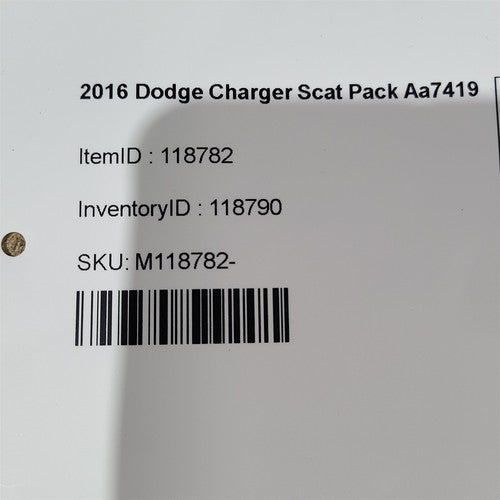 2016 Dodge Charger Scat Pack Aa7419
ItemID : 118782
InventoryID : 118790
SKU: M118782-